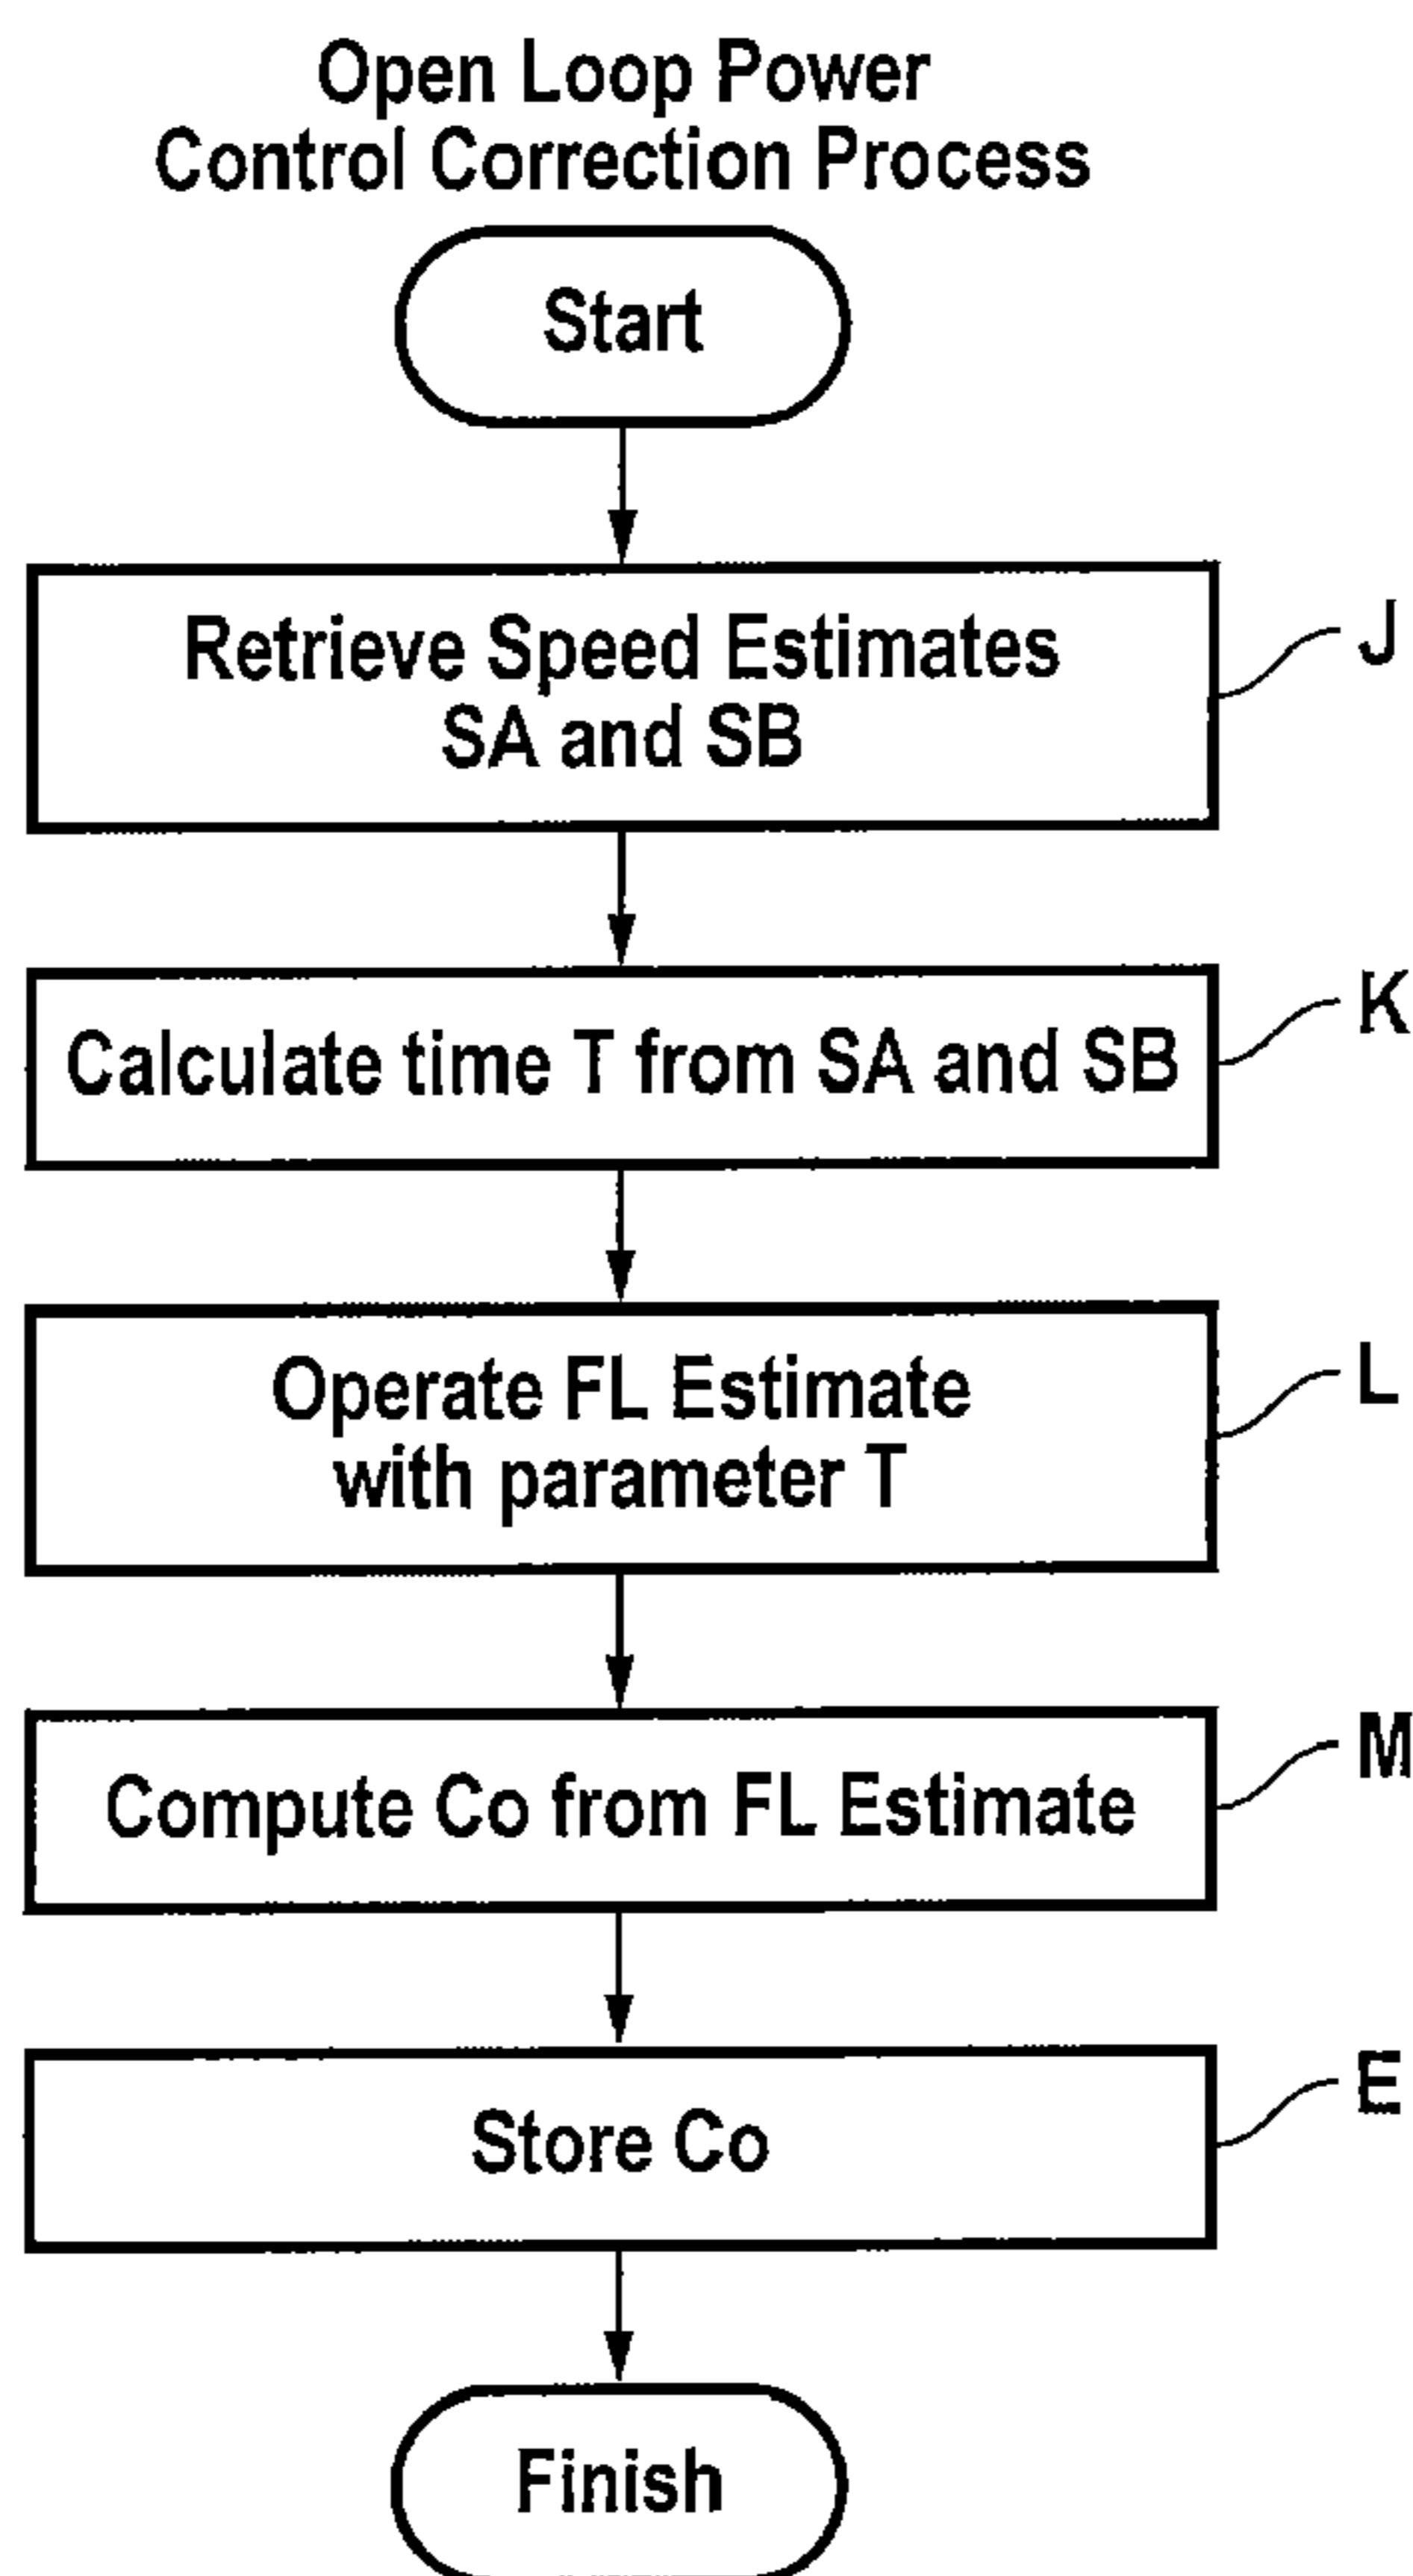 Open Loop Power
Control Correction Process
Start
Retrieve Speed Estimates
SA and SB
J
Calculate time T from SA and SB
K
Operate FL Estimate
with parameter T
L
Compute Co from FL Estimate
M
Store Co
E
Finish